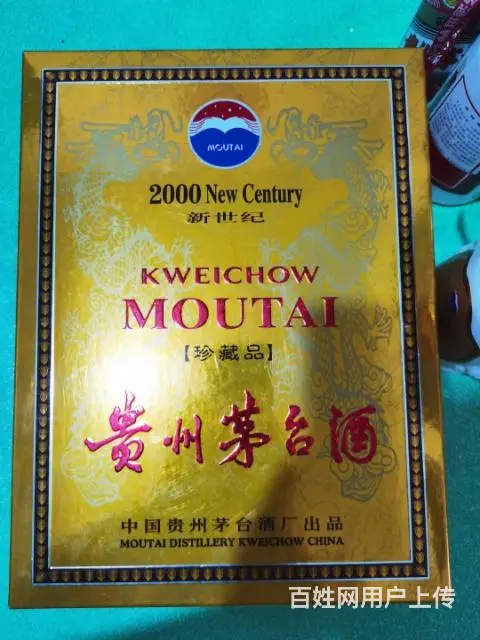 MOUTAI
2000 New Century
新世纪
KWEICHOW
MOUTAI
【珍藏品】
贵州茅台酒
中国贵州茅台酒厂出品
MOUTAI DISTILLERY KWEICHOW CHINA
百姓网用户上传